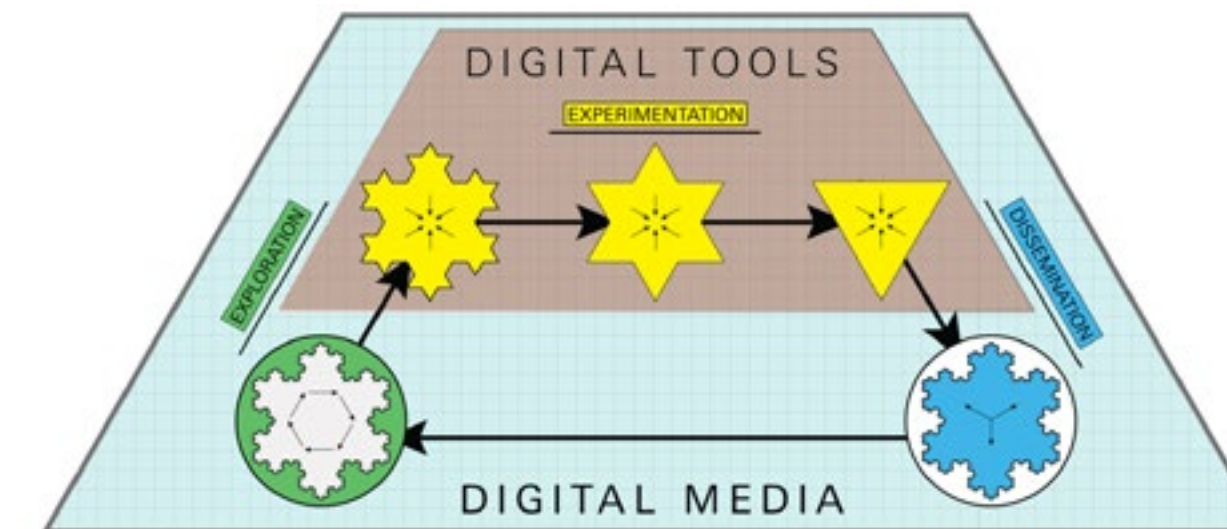 DIGITAL TOOLS
EXPERIMENTATION
EXPLORATION
DISSEMINATION
DIGITAL MEDIA